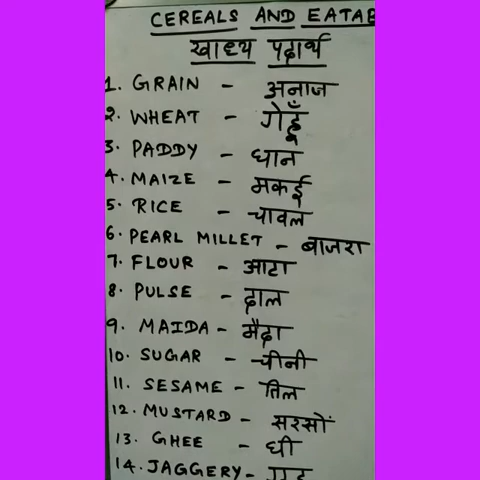 CEREALS AND EATAB
खाध्य पदार्थ
1. GRAIN - अनाज
2. WHEAT - गेहूँ
3. PADDY - धान
4. MAIZE - मकई
5. RICE - चावल
6. PEARL MILLET - बाजरा
7. FLOUR - आटा
8. PULSE - दाल
9. MAIDA - मैदा
10. SUGAR - चीनी
11. SESAME - तिल
12. MUSTARD - सरसों
13. GHEE - घी
14. JAGGERY -